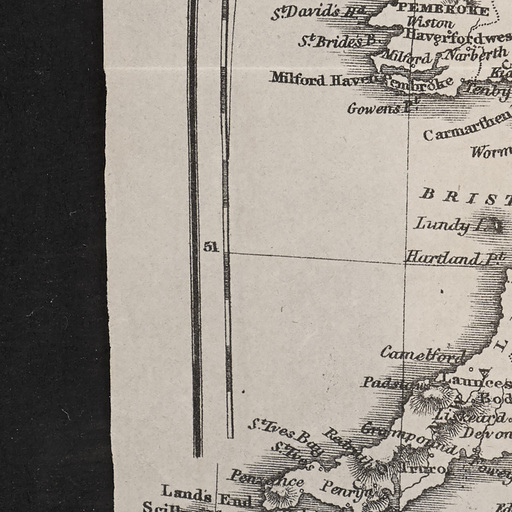 St. Davids Hd.
PEMBROKE
Wiston
Haverfordwes
St. Brides B.
Milford
Narberth
Milford Haven
Pembroke
Tenby
Gowens Pt.
Carmarthen
Worm
BRIST
Lundy I.
51
Hartland Pt.
Camelford
Padstow
Launces
Bod
Liskeard
Grampound
Devon
St. Ives Bay
Redruth
St. Ives
Truro
Fowey
Penzance
Penryn
Land's End
Scill